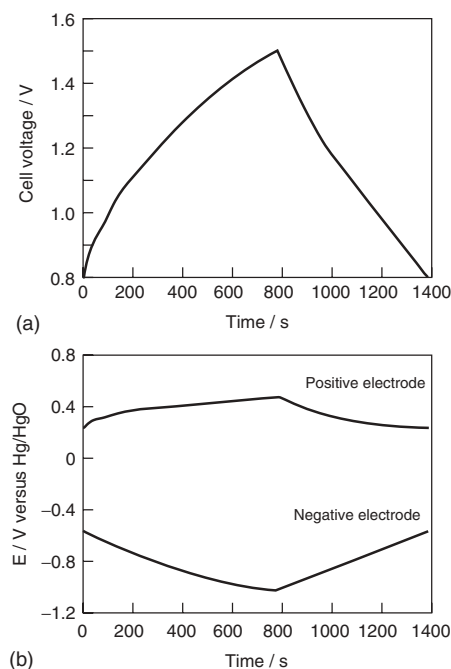 1.6
1.4
1.2
1.0
0.8
Cell voltage / V
0 200 400 600 800 1000 1200 1400
Time / s
(a)
0.8
0.4
0
−0.4
−0.8
−1.2
E / V versus Hg/HgO
Positive electrode
Negative electrode
0 200 400 600 800 1000 1200 1400
Time / s
(b)